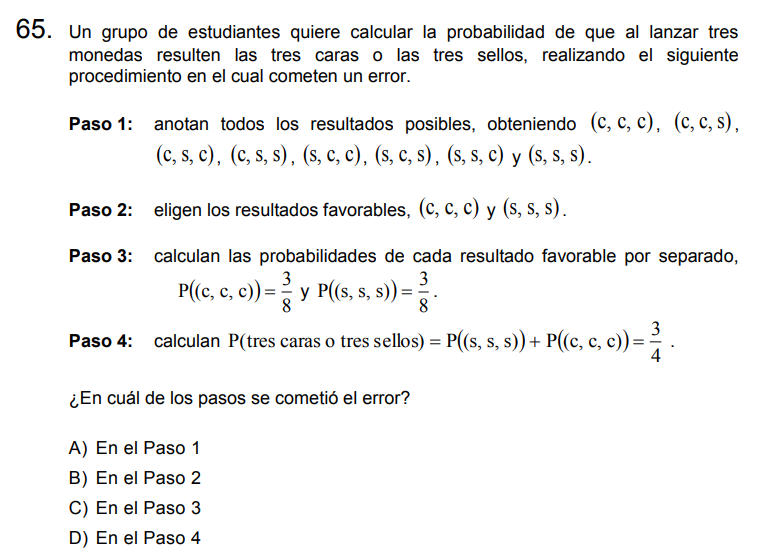 65. Un grupo de estudiantes quiere calcular la probabilidad de que al lanzar tres
monedas resulten las tres caras o las tres sellos, realizando el siguiente
procedimiento en el cual cometen un error.
Paso 1: anotan todos los resultados posibles, obteniendo (c, c, c), (c, c, s),
(c, s, c), (c, s, s), (s, c, c), (s, c, s), (s, s, c) y (s, s, s).
Paso 2: eligen los resultados favorables, (c, c, c) y (s, s, s).
Paso 3: calculan las probabilidades de cada resultado favorable por separado,
P((c, c, c)) = 3/8 y P((s, s, s)) = 3/8.
Paso 4: calculan P(tres caras o tres sellos) = P((s, s, s)) + P((c, c, c)) = 3/4.
¿En cuál de los pasos se cometió el error?
A) En el Paso 1
B) En el Paso 2
C) En el Paso 3
D) En el Paso 4